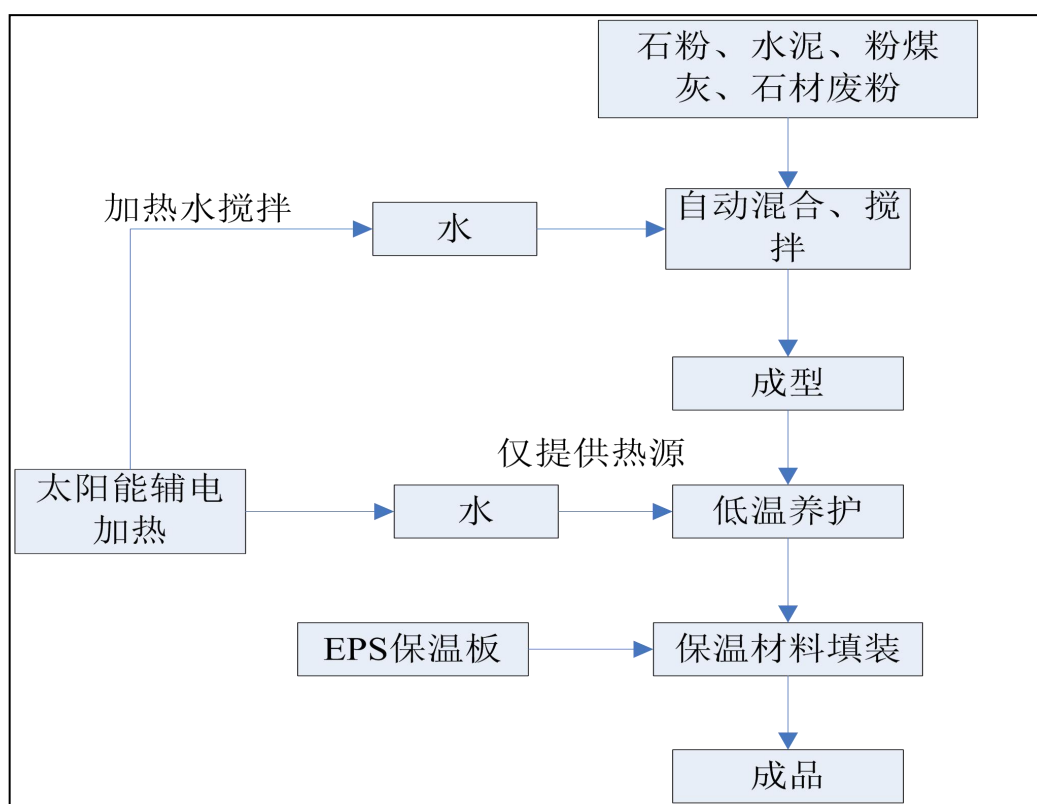 石粉、水泥、粉煤
灰、石材废粉
加热水搅拌
水
自动混合、搅
拌
成型
仅提供热源
太阳能辅电
加热
水
低温养护
EPS保温板
保温材料填装
成品